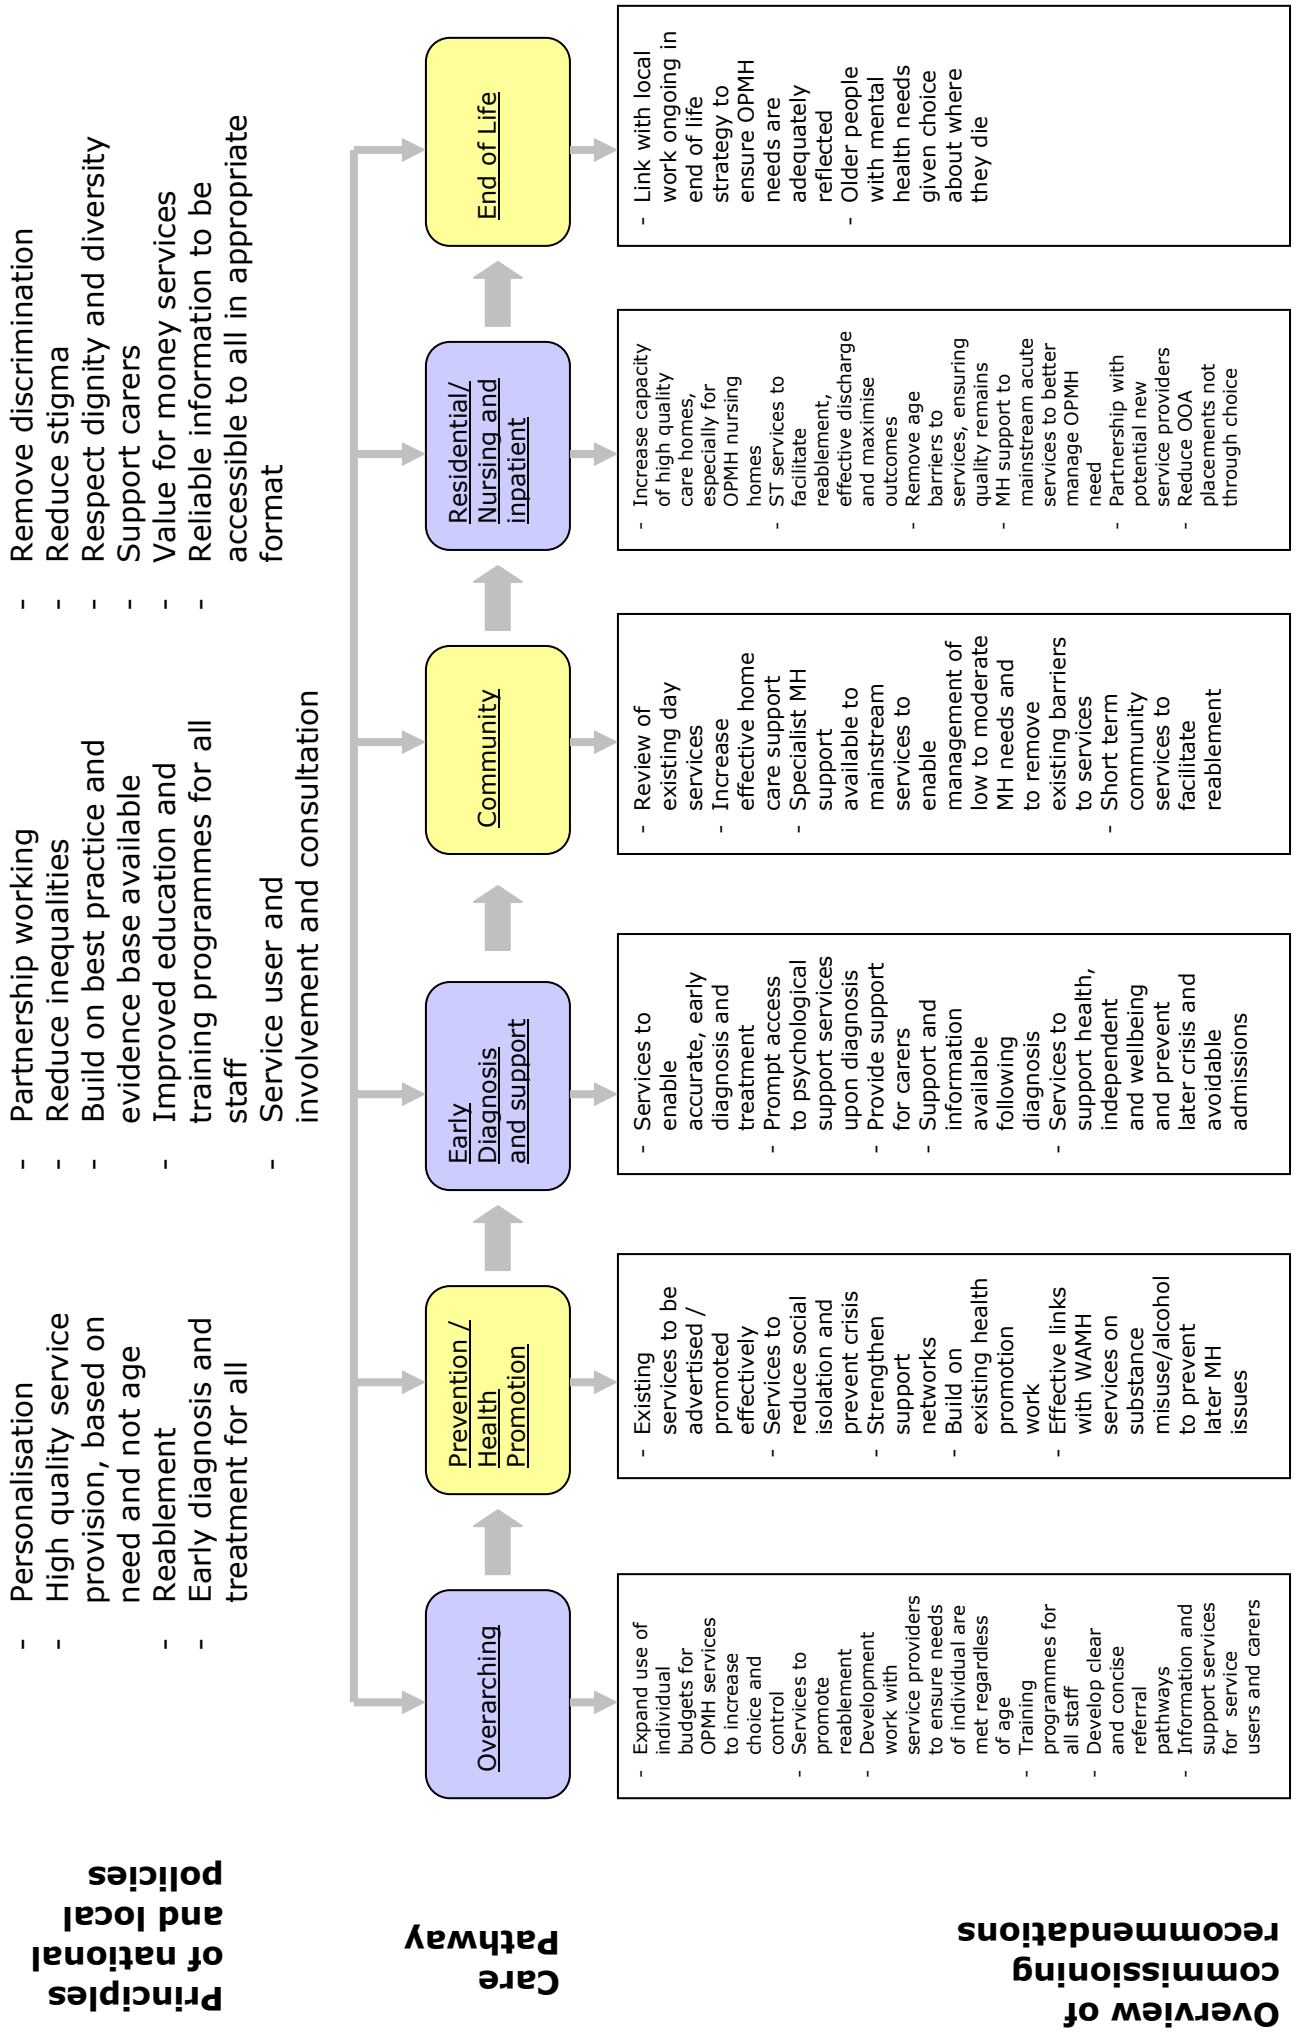 Principles
of national
and local
policies
- Personalisation
- High quality service
provision, based on
need and not age
- Reablement
- Early diagnosis and
treatment for all
- Partnership working
- Reduce inequalities
- Build on best practice and
evidence base available
- Improved education and
training programmes for all
staff
- Service user and
involvement and consultation
- Remove discrimination
- Reduce stigma
- Respect dignity and diversity
- Support carers
- Value for money services
- Reliable information to be
accessible to all in appropriate
format
Care
Pathway
Overarching
Prevention /
Health
Promotion
Early
Diagnosis
and support
Community
Residential/
Nursing and
inpatient
End of Life
Overview of
commissioning
recommendations
- Expand use of
individual
budgets for
OPMH services
to increase
choice and
control
- Services to
promote
reablement
- Development
work with
service providers
to ensure needs
of individual are
met regardless
of age
- Training
programmes for
all staff
- Develop clear
and concise
referral
pathways
- Information and
support services
for service
users and carers
- Existing
services to be
advertised /
promoted
effectively
- Services to
reduce social
isolation and
prevent crisis
- Strengthen
support
networks
- Build on
existing health
promotion
work
- Effective links
with WAMH
services on
substance
misuse/alcohol
to prevent
later MH
issues
- Services to
enable
accurate, early
diagnosis and
treatment
- Prompt access
to psychological
support services
upon diagnosis
- Provide support
for carers
- Support and
information
available
following
diagnosis
- Services to
support health,
independent
and wellbeing
and prevent
later crisis and
avoidable
admissions
- Review of
existing day
services
- Increase
effective home
care support
- Specialist MH
support
available to
mainstream
services to
enable
management of
low to moderate
MH needs and
to remove
existing barriers
to services
- Short term
community
services to
facilitate
reablement
- Increase capacity
of high quality
care homes,
especially for
OPMH nursing
homes
- ST services to
facilitate
reablement,
effective discharge
and maximise
outcomes
- Remove age
barriers to
services, ensuring
quality remains
- MH support to
mainstream acute
services to better
manage OPMH
need
- Partnership with
potential new
service providers
- Reduce OOA
placements not
through choice
- Link with local
work ongoing in
end of life
strategy to
ensure OPMH
needs are
adequately
reflected
- Older people
with mental
health needs
given choice
about where
they die